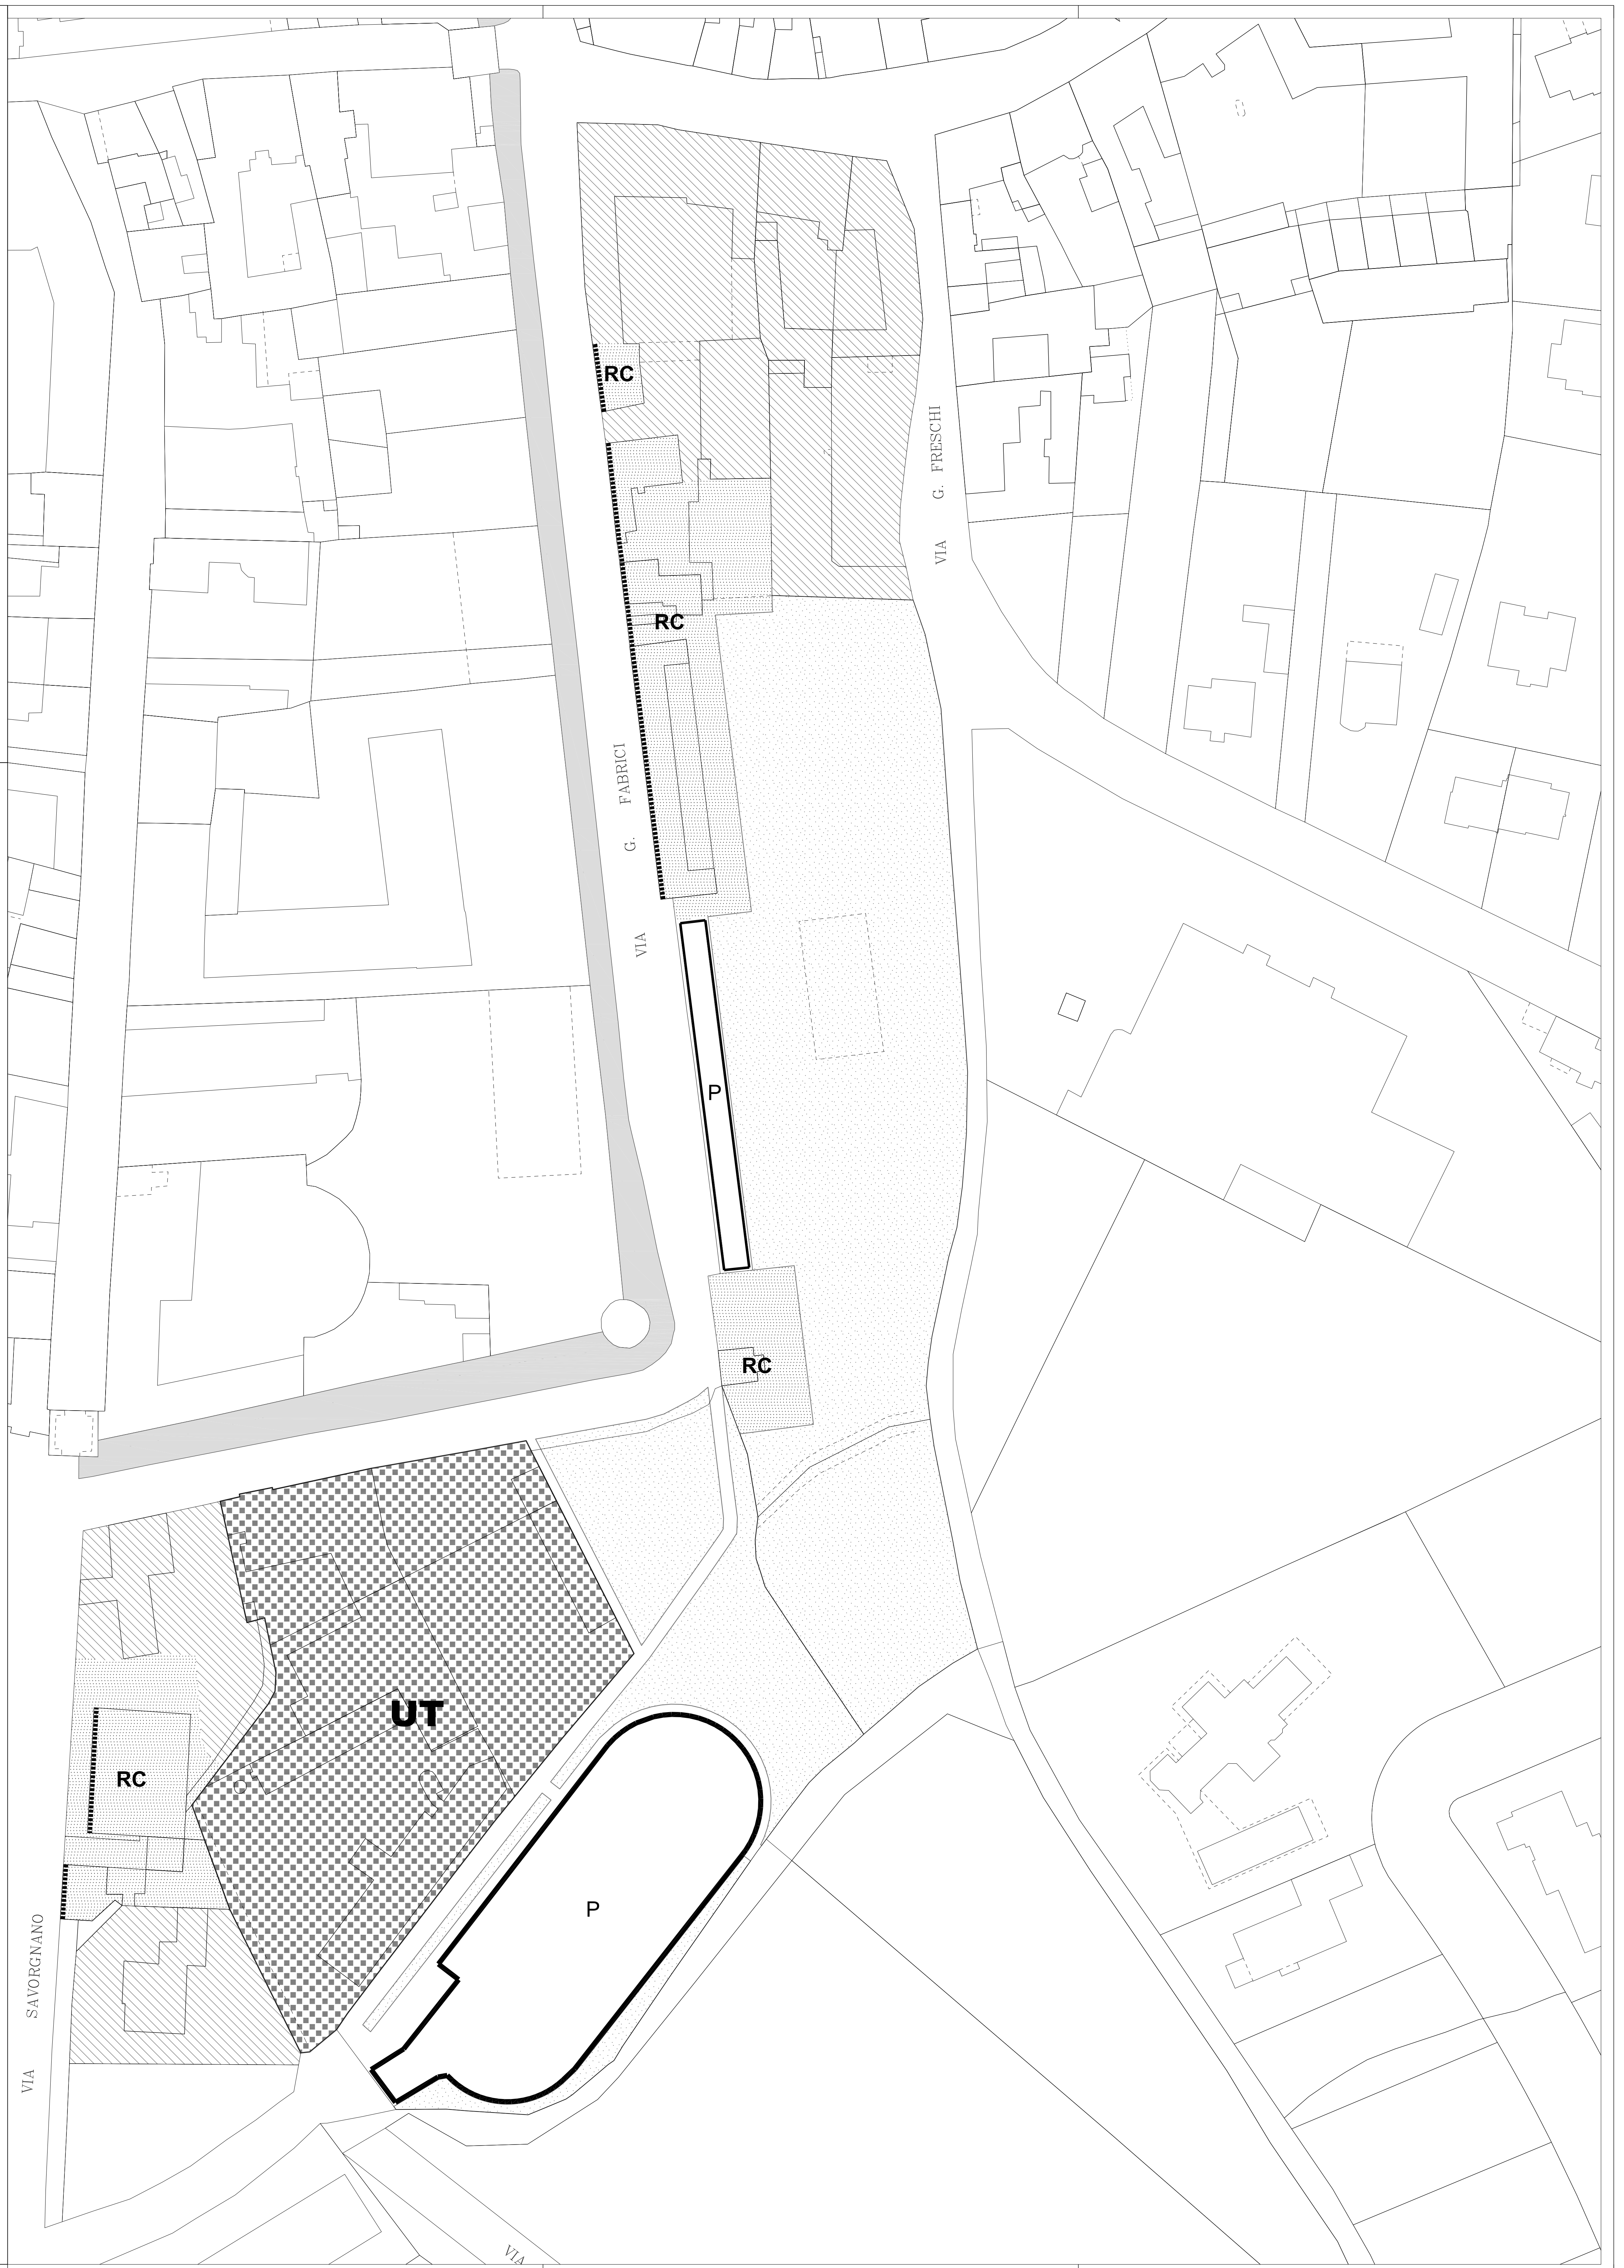 RC
VIA G. FRESCHI
RC
VIA G. FABRICI
P
RC
UT
RC
P
VIA SAVORGNANO
VIA